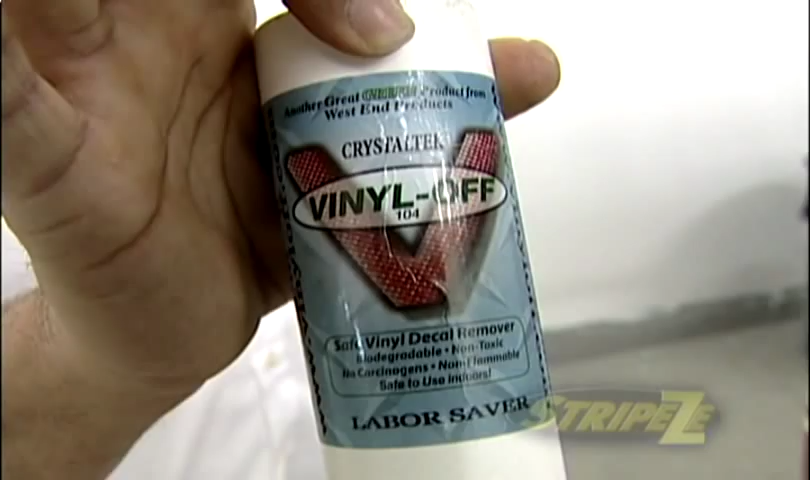 Another Great GREEN Product from
West End Products
CRYSTALTEK
VINYL-OFF
104
Safe Vinyl Decal Remover
Biodegradable • Non-Toxic
No Carcinogens • Non-Flammable
Safe to Use Indoors!
LABOR SAVER
STRIPEZE